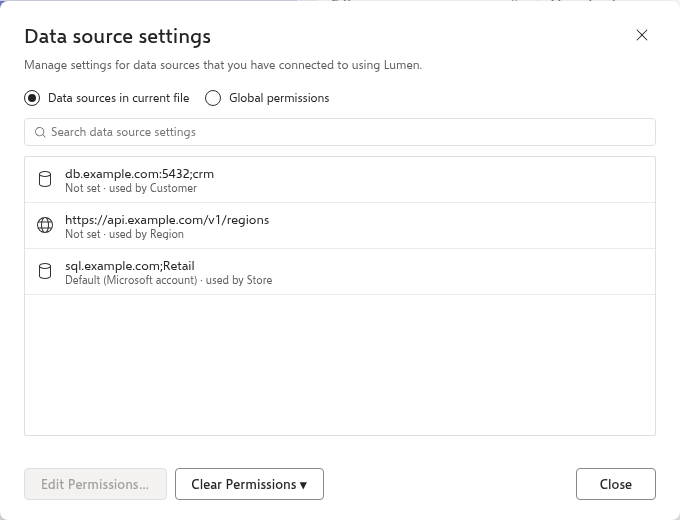 Data source settings
Manage settings for data sources that you have connected to using Lumen.
Data sources in current file Global permissions
Search data source settings
db.example.com:5432;crm
Not set · used by Customer
https://api.example.com/v1/regions
Not set · used by Region
sql.example.com;Retail
Default (Microsoft account) · used by Store
Edit Permissions... Clear Permissions ▾ Close